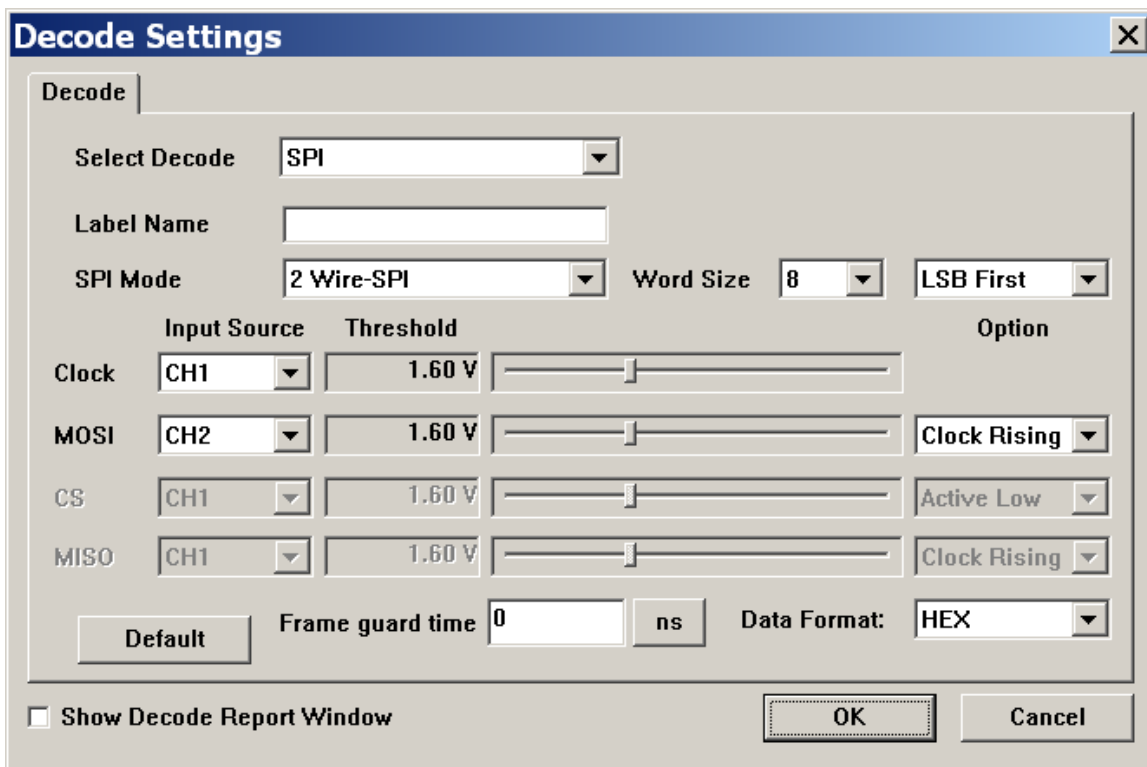 Decode Settings
Decode
Select Decode SPI
Label Name
SPI Mode 2 Wire-SPI Word Size 8 LSB First
Input Source Threshold Option
Clock CH1 1.60 V
MOSI CH2 1.60 V Clock Rising
CS CH1 1.60 V Active Low
MISO CH1 1.60 V Clock Rising
Default Frame guard time 0 ns Data Format: HEX
Show Decode Report Window OK Cancel